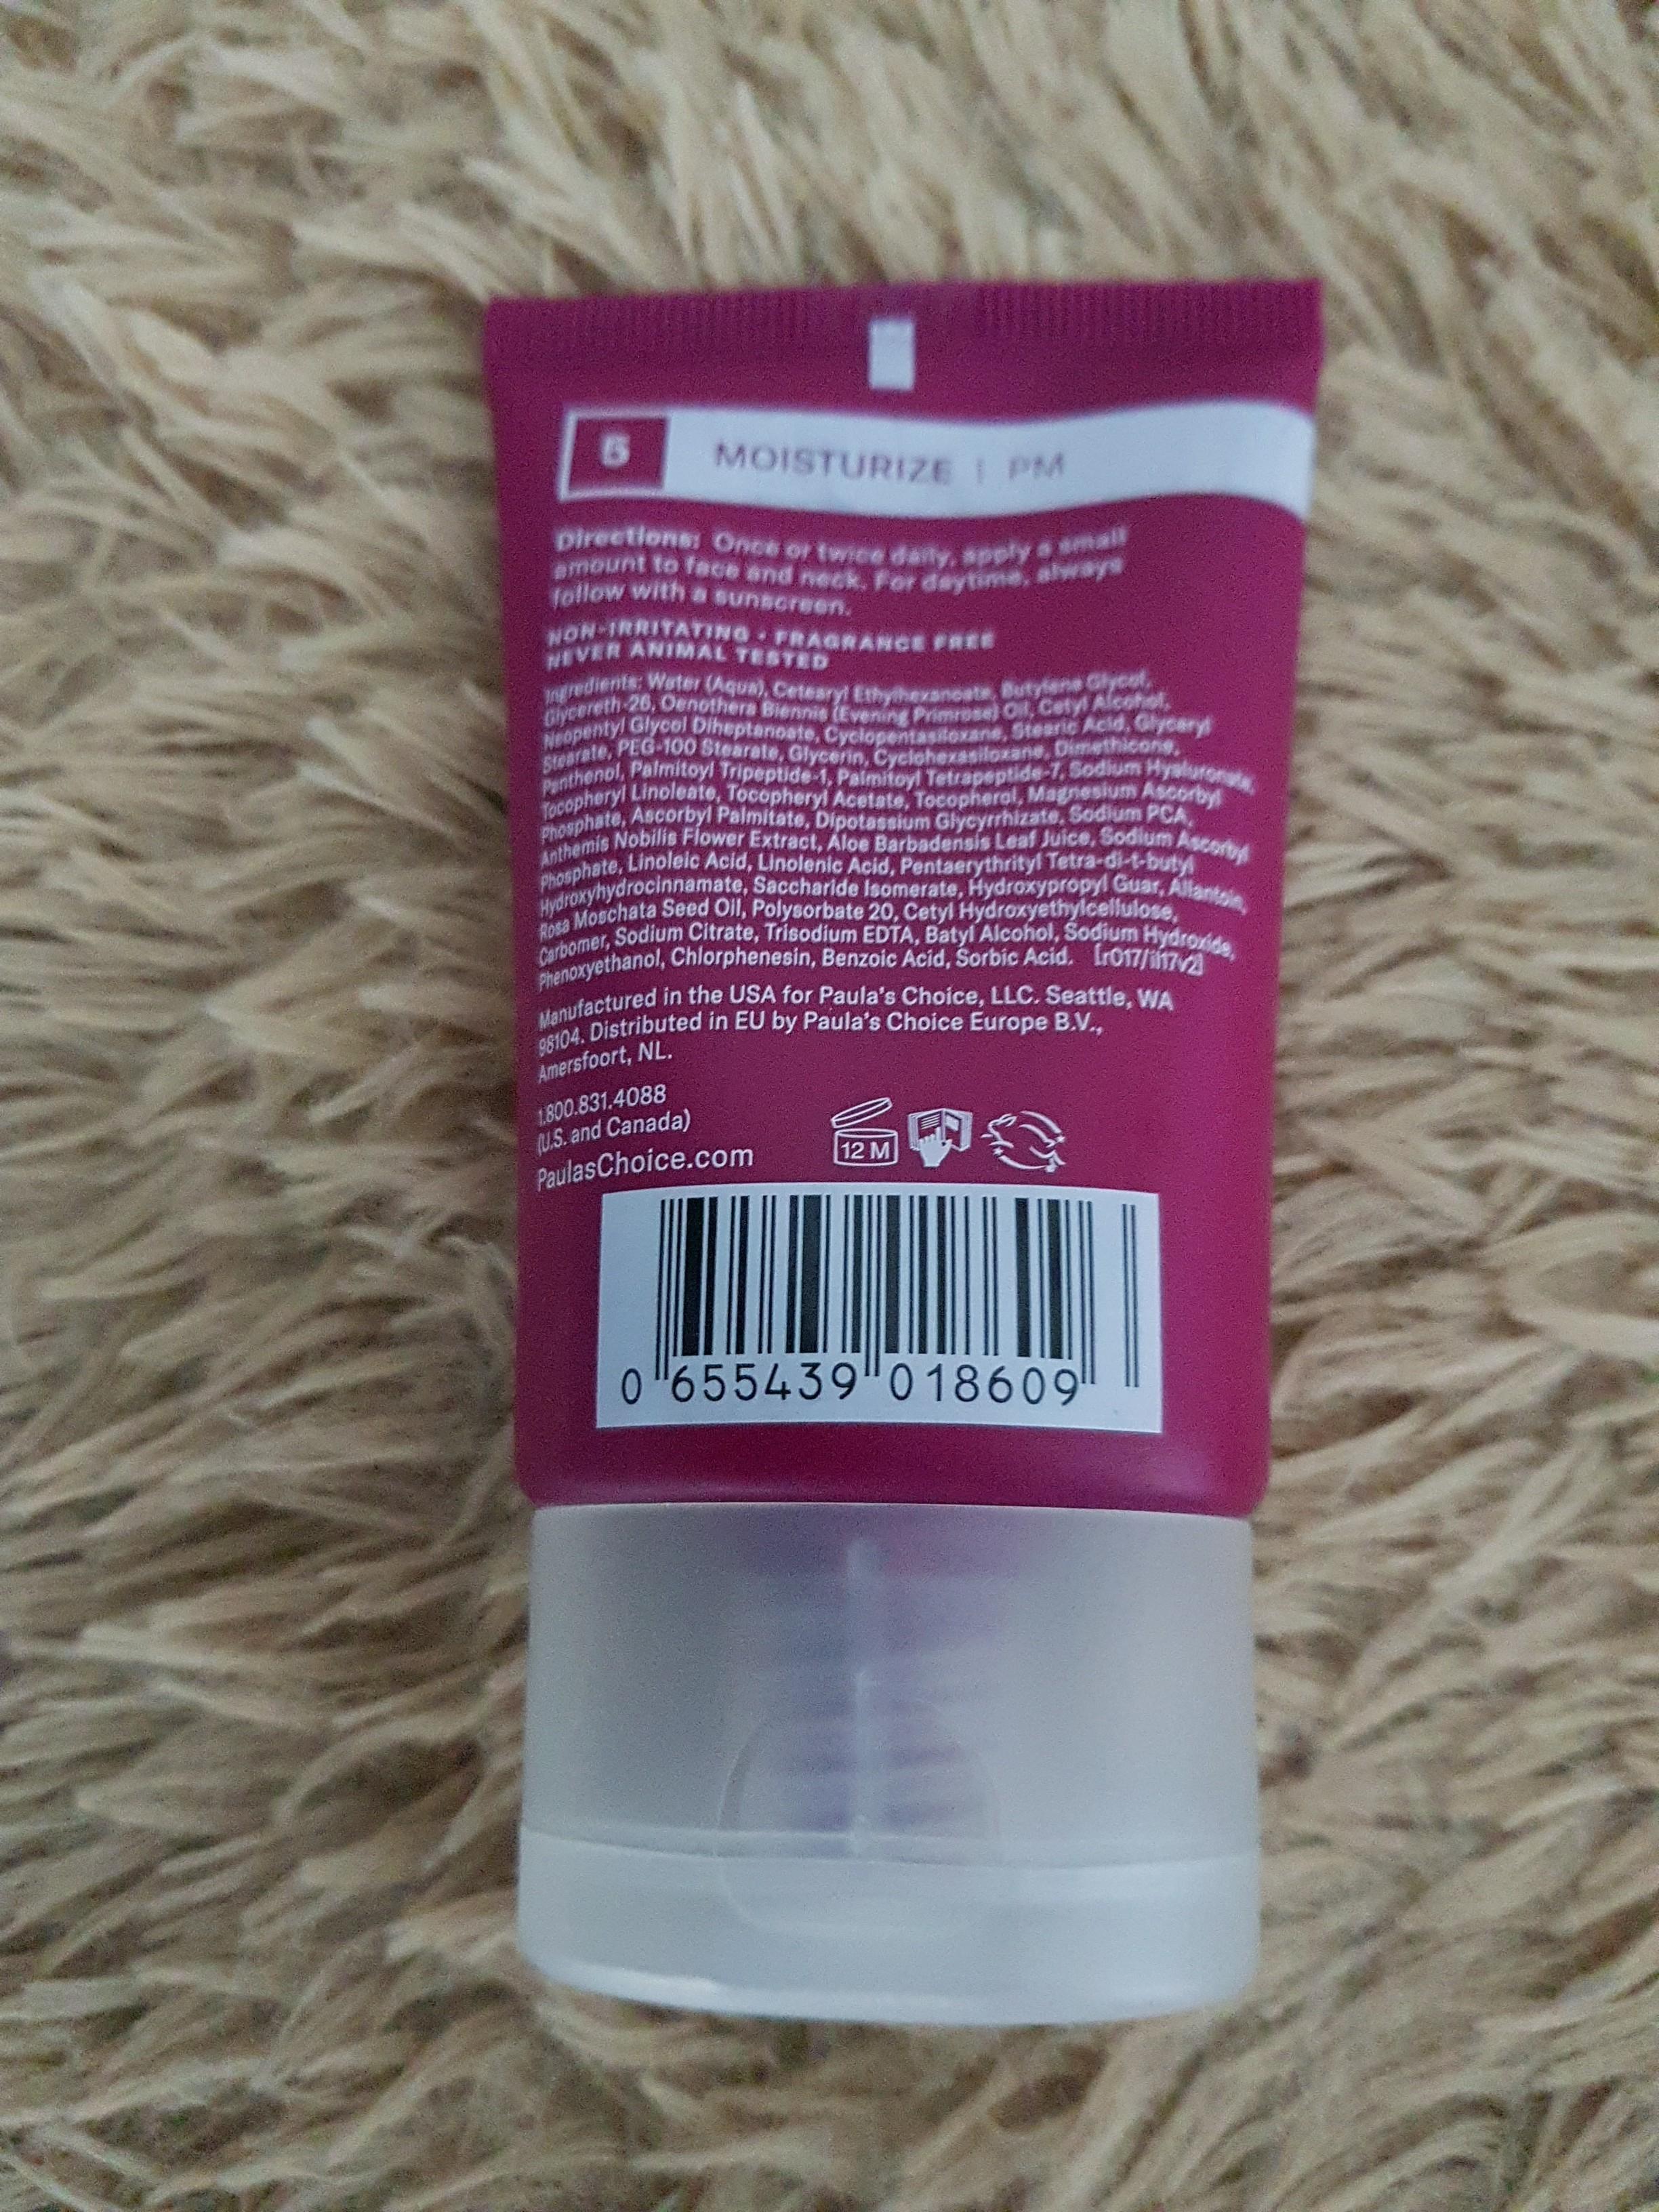 MOISTURIZE | PM
Directions: Once or twice daily, apply a small
amount to face and neck. For daytime, always
follow with a sunscreen.
NON-IRRITATING • FRAGRANCE FREE
NEVER ANIMAL TESTED
Ingredients: Water (Aqua), Cetearyl Ethylhexanoate, Butylene Glycol,
Glycereth-26, Oenothera Biennis (Evening Primrose) Oil, Cetyl Alcohol,
Neopentyl Glycol Diheptanoate, Cyclopentasiloxane, Stearic Acid, Glyceryl
Stearate, PEG-100 Stearate, Glycerin, Cyclohexasiloxane, Dimethicone,
Panthenol, Palmitoyl Tripeptide-1, Palmitoyl Tetrapeptide-7, Sodium Hyaluronate,
Tocopheryl Linoleate, Tocopheryl Acetate, Tocopherol, Magnesium Ascorbyl
Phosphate, Ascorbyl Palmitate, Dipotassium Glycyrrhizate, Sodium PCA,
Anthemis Nobilis Flower Extract, Aloe Barbadensis Leaf Juice, Sodium Ascorbyl
Phosphate, Linoleic Acid, Linolenic Acid, Pentaerythrityl Tetra-di-t-butyl
Hydroxyhydrocinnamate, Saccharide Isomerate, Hydroxypropyl Guar, Allantoin,
Rosa Moschata Seed Oil, Polysorbate 20, Cetyl Hydroxyethylcellulose,
Carbomer, Sodium Citrate, Trisodium EDTA, Batyl Alcohol, Sodium Hydroxide,
Phenoxyethanol, Chlorphenesin, Benzoic Acid, Sorbic Acid. [r017/il17v2]
Manufactured in the USA for Paula's Choice, LLC. Seattle, WA
98104. Distributed in EU by Paula's Choice Europe B.V.,
Amersfoort, NL.
1.800.831.4088
(U.S. and Canada)
PaulasChoice.com
12 M
0 655439 018609